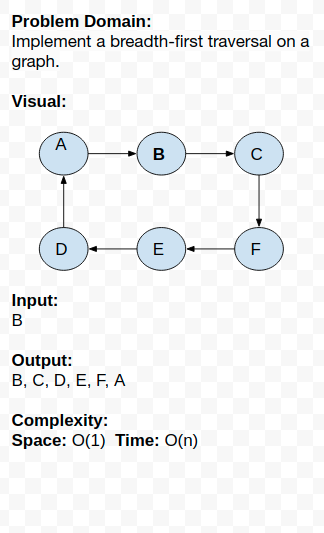 Problem Domain:
Implement a breadth-first traversal on a
graph.
Visual:
A B C
D E F
Input:
B
Output:
B, C, D, E, F, A
Complexity:
Space: O(1) Time: O(n)